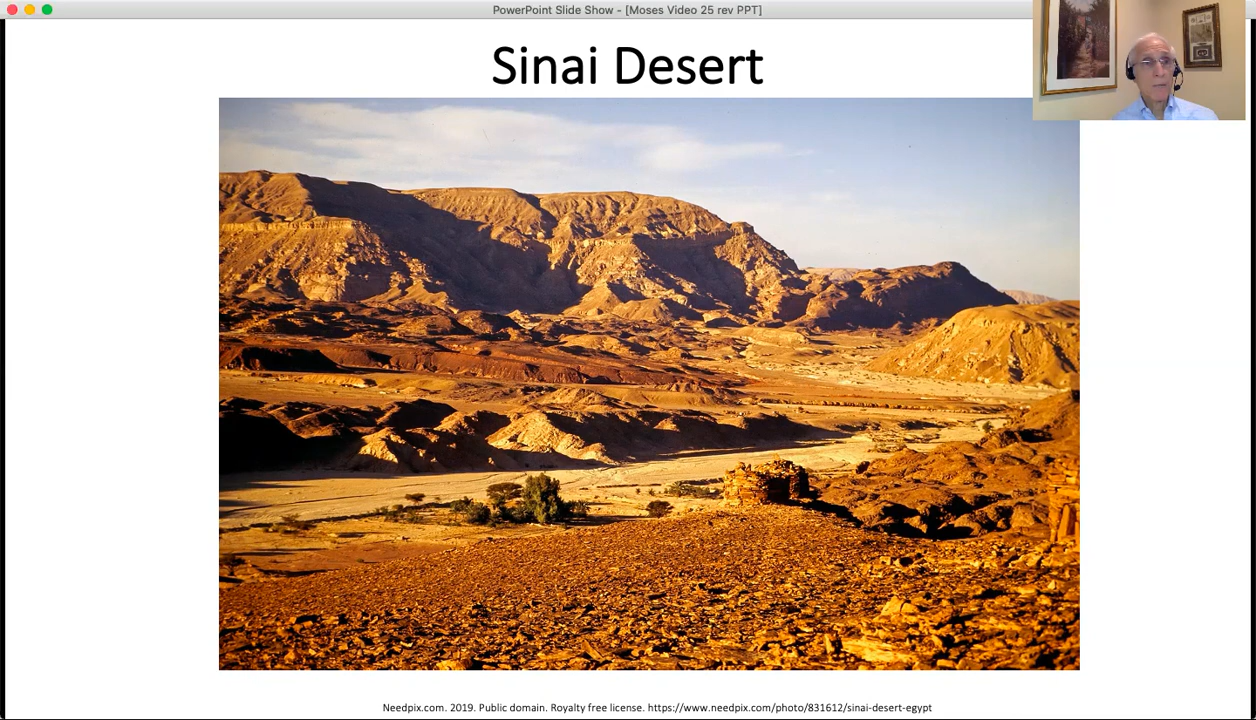 PowerPoint Slide Show - [Moses Video 25 rev PPT]
Sinai Desert
Needpix.com. 2019. Public domain. Royalty free license. https://www.needpix.com/photo/831612/sinai-desert-egypt